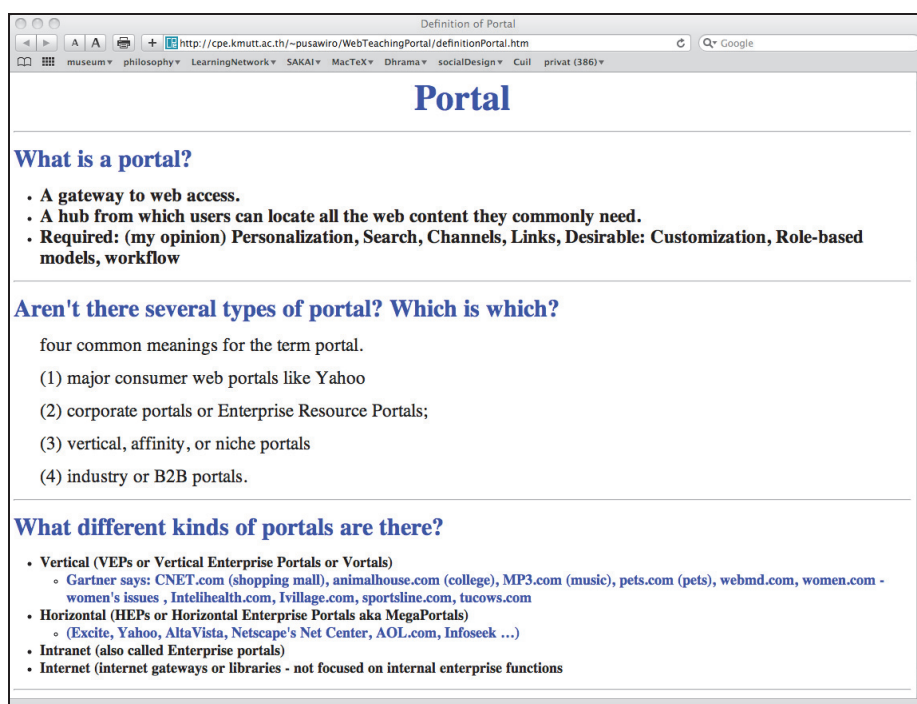 Definition of Portal
A A + http://cpe.kmutt.ac.th/~pusawiro/WebTeachingPortal/definitionPortal.htm Google
museum philosophy LearningNetwork SAKAI MacTeX Dhrama socialDesign Cuil privat (386)
Portal
What is a portal?
• A gateway to web access.
• A hub from which users can locate all the web content they commonly need.
• Required: (my opinion) Personalization, Search, Channels, Links, Desirable: Customization, Role-based
models, workflow
Aren't there several types of portal? Which is which?
four common meanings for the term portal.
(1) major consumer web portals like Yahoo
(2) corporate portals or Enterprise Resource Portals;
(3) vertical, affinity, or niche portals
(4) industry or B2B portals.
What different kinds of portals are there?
• Vertical (VEPs or Vertical Enterprise Portals or Vortals)
◦ Gartner says: CNET.com (shopping mall), animalhouse.com (college), MP3.com (music), pets.com (pets), webmd.com, women.com -
women's issues , Intelihealth.com, Ivillage.com, sportsline.com, tucows.com
• Horizontal (HEPs or Horizontal Enterprise Portals aka MegaPortals)
◦ (Excite, Yahoo, AltaVista, Netscape's Net Center, AOL.com, Infoseek …)
• Intranet (also called Enterprise portals)
• Internet (internet gateways or libraries - not focused on internal enterprise functions